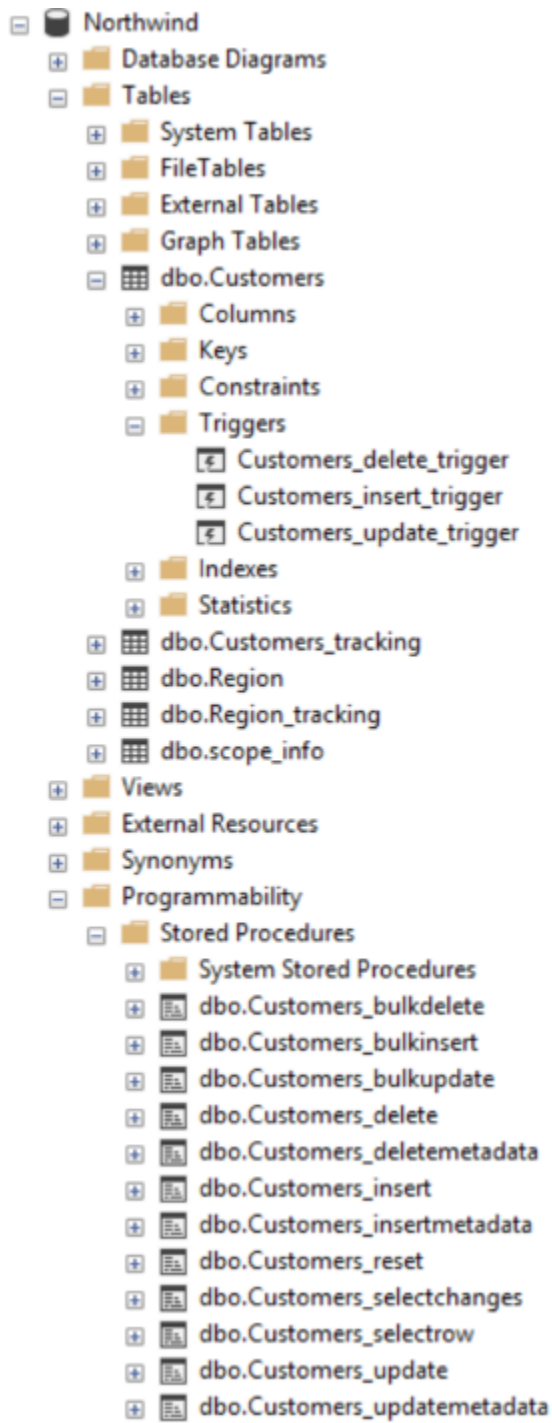 Northwind
Database Diagrams
Tables
System Tables
FileTables
External Tables
Graph Tables
dbo.Customers
Columns
Keys
Constraints
Triggers
Customers_delete_trigger
Customers_insert_trigger
Customers_update_trigger
Indexes
Statistics
dbo.Customers_tracking
dbo.Region
dbo.Region_tracking
dbo.scope_info
Views
External Resources
Synonyms
Programmability
Stored Procedures
System Stored Procedures
dbo.Customers_bulkdelete
dbo.Customers_bulkinsert
dbo.Customers_bulkupdate
dbo.Customers_delete
dbo.Customers_deletemetadata
dbo.Customers_insert
dbo.Customers_insertmetadata
dbo.Customers_reset
dbo.Customers_selectchanges
dbo.Customers_selectrow
dbo.Customers_update
dbo.Customers_updatemetadata